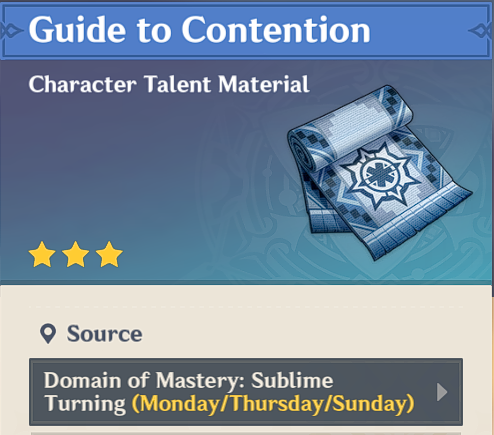 Guide to Contention
Character Talent Material
Source
Domain of Mastery: Sublime
Turning (Monday/Thursday/Sunday)